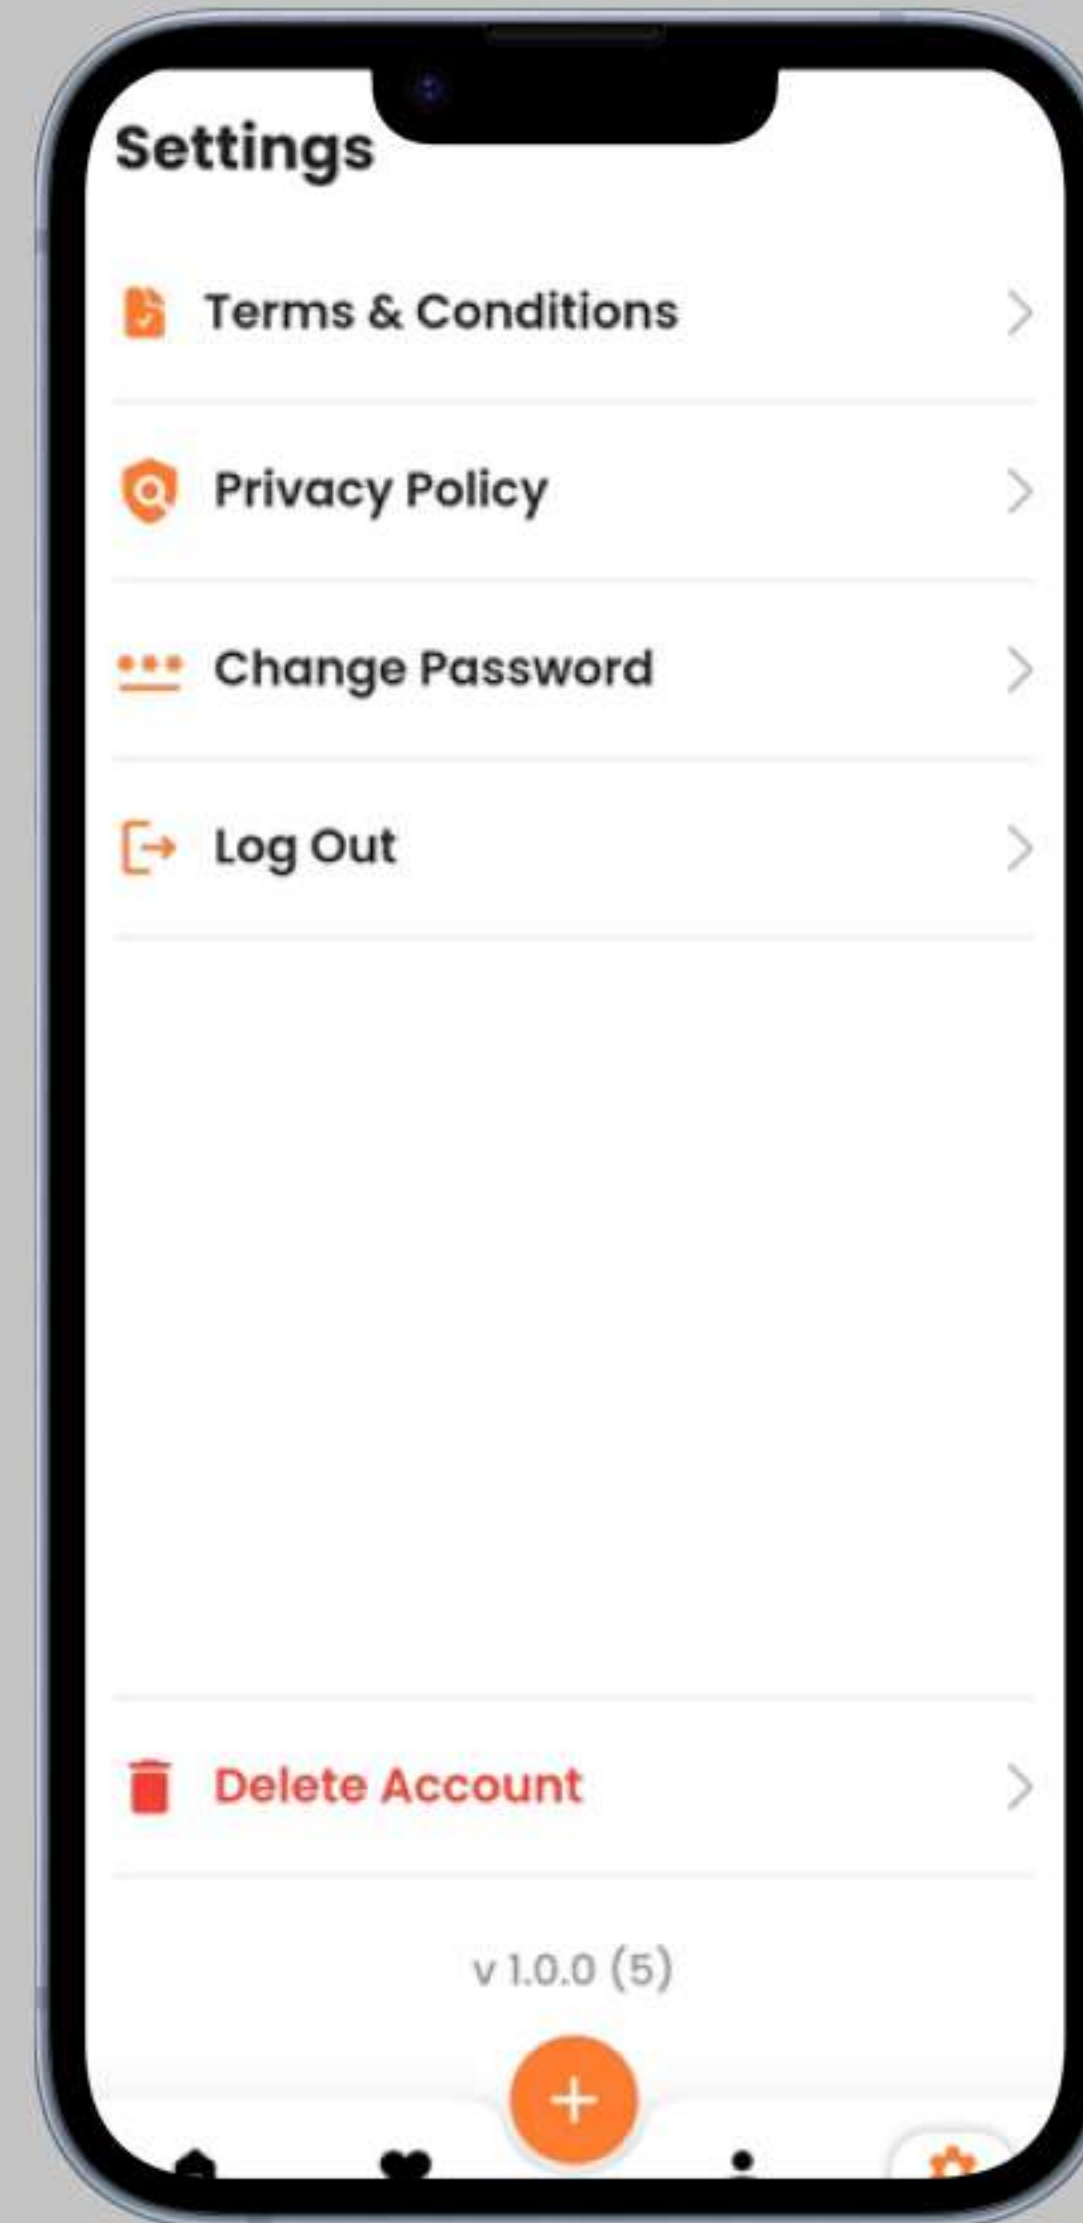 Settings
Terms & Conditions
Privacy Policy
Change Password
Log Out
Delete Account
v 1.0.0 (5)